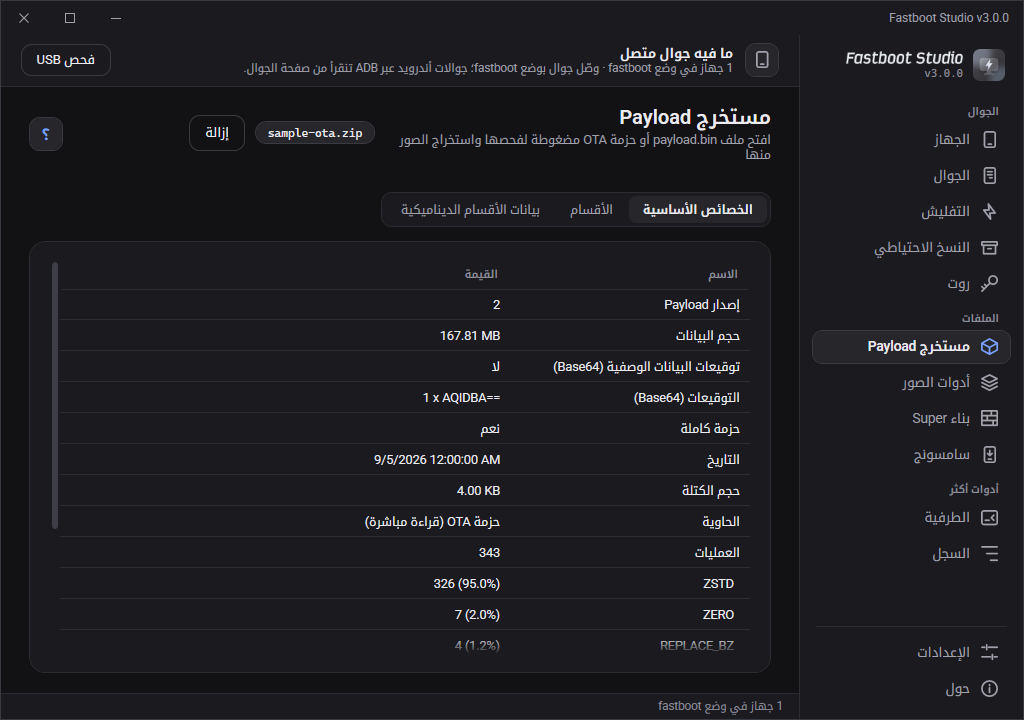 Fastboot Studio v3.0.0
Fastboot Studio
v3.0.0
الجوال
الجهاز
الجوال
التفليش
النسخ الاحتياطي
روت
الملفات
مستخرج Payload
أدوات الصور
بناء Super
سامسونج
أدوات أكثر
الطرفية
السجل
الإعدادات
حول
ما فيه جوال متصل
1 جهاز في وضع fastboot · وصّل جوال بوضع fastboot؛ جوالات أندرويد عبر ADB تنقرأ من صفحة الجوال.
فحص USB
مستخرج Payload
افتح ملف payload.bin أو حزمة OTA مضغوطة لفحصها واستخراج الصور
منها
sample-ota.zip
إزالة
؟
الخصائص الأساسية
الأقسام
بيانات الأقسام الديناميكية
الاسم القيمة
إصدار Payload 2
حجم البيانات 167.81 MB
توقيعات البيانات الوصفية (Base64) لا
التوقيعات (Base64) 1 x AQIDBA==
حزمة كاملة نعم
التاريخ 9/5/2026 12:00:00 AM
حجم الكتلة 4.00 KB
الحاوية حزمة OTA (قراءة مباشرة)
العمليات 343
ZSTD 326 (95.0%)
ZERO 7 (2.0%)
REPLACE_BZ 4 (1.2%)
1 جهاز في وضع fastboot